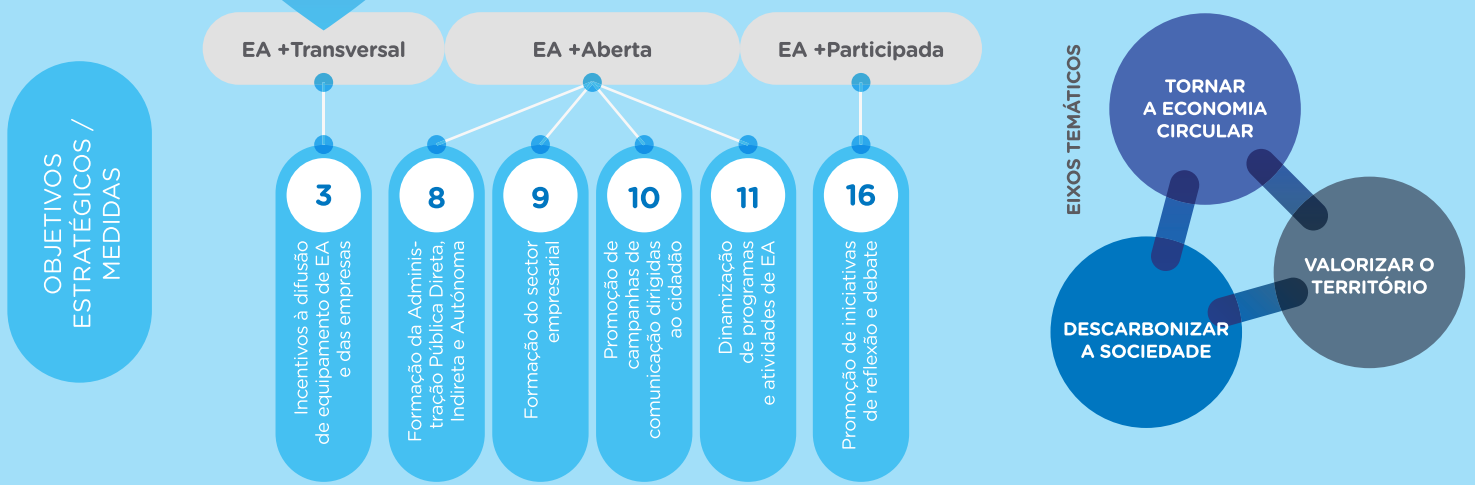 OBJETIVOS
ESTRATÉGICOS /
MEDIDAS
EA +Transversal
EA +Aberta
EA +Participada
3
Incentivos à difusão
de equipamento de EA
e das empresas
8
Formação da Adminis-
tração Pública Direta,
Indireta e Autónoma
9
Formação do sector
empresarial
10
Promoção de
campanhas de
comunicação dirigidas
ao cidadão
11
Dinamização
de programas
e atividades de EA
16
Promoção de iniciativas
de reflexão e debate
EIXOS TEMÁTICOS
TORNAR
A ECONOMIA
CIRCULAR
VALORIZAR O
TERRITÓRIO
DESCARBONIZAR
A SOCIEDADE